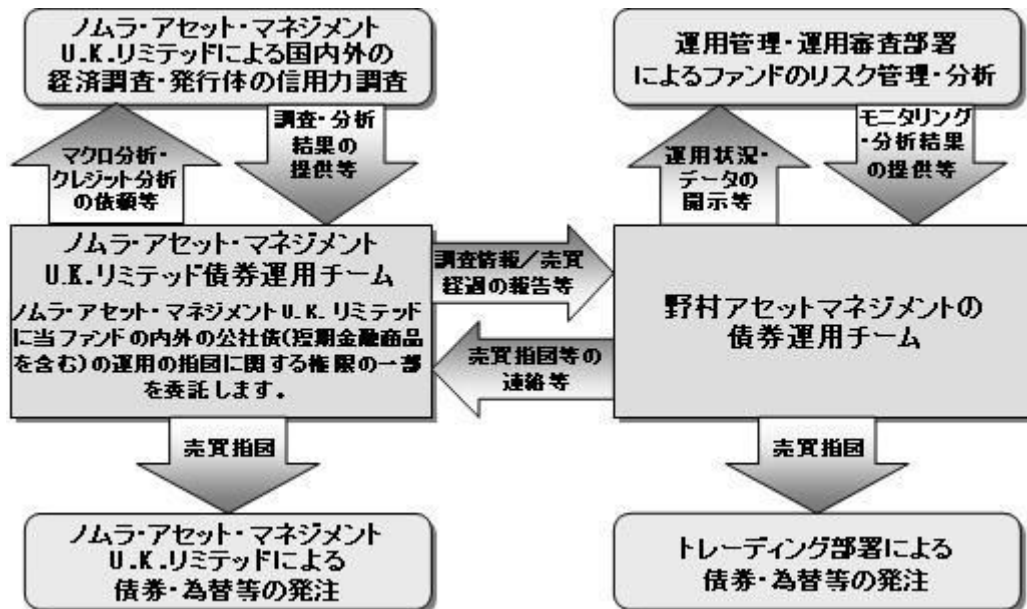 ノムラ・アセット・マネジメント
U.K.リミテッドによる国内外の
経済調査・発行体の信用力調査
運用管理・運用審査部署
によるファンドのリスク管理・分析
マクロ分析・
クレジット分析
の依頼等
調査・分析
結果の
提供等
運用状況・
データの
開示等
モニタリング
・分析結果
の提供等
ノムラ・アセット・マネジメント
U.K.リミテッド債券運用チーム
ノムラ・アセット・マネジメントU.K.リミテッド
に当ファンドの内外の公社債(短期金融商品
を含む)の運用の指図に関する権限の一部
を委託します。
調査情報/売買
経過の報告等
売買指図等の
連絡等
野村アセットマネジメントの
債券運用チーム
売買指図
売買指図
ノムラ・アセット・マネジメント
U.K.リミテッドによる
債券・為替等の発注
トレーディング部署による
債券・為替等の発注